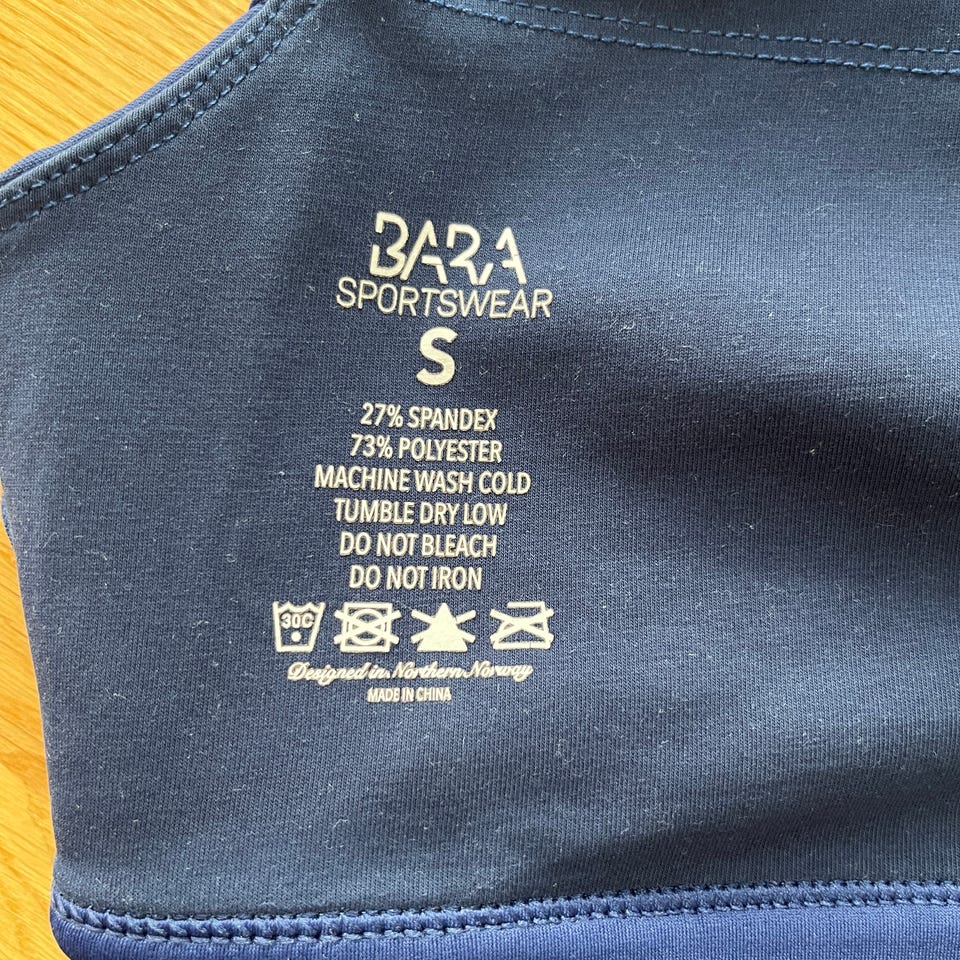 BARA
SPORTSWEAR
S
27% SPANDEX
73% POLYESTER
MACHINE WASH COLD
TUMBLE DRY LOW
DO NOT BLEACH
DO NOT IRON
30C
Designed in Northern Norway
MADE IN CHINA